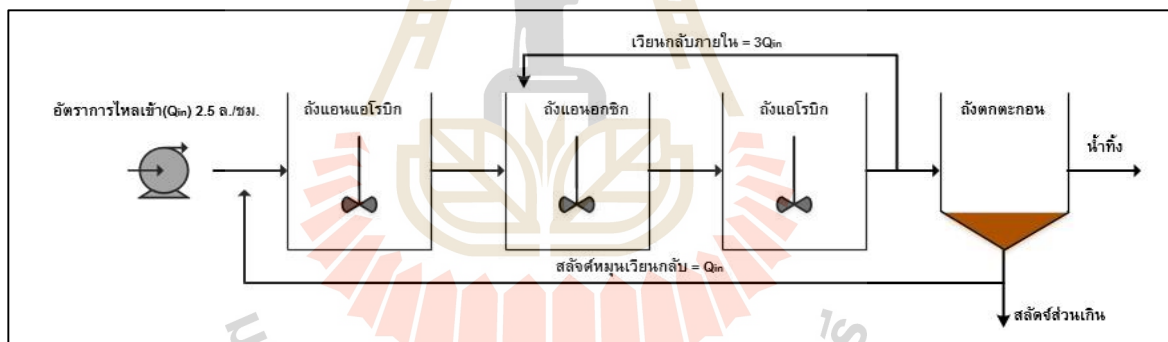 เวียนกลับภายใน = 3Qin
อัตราการไหลเข้า(Qin) 2.5 ล./ชม.
ถังแอนแอโรบิก
ถังแอนอกซิก
ถังแอโรบิก
ถังตกตะกอน
น้ำทิ้ง
สลัจด์หมุนเวียนกลับ = Qin
สลัดจ์ส่วนเกิน